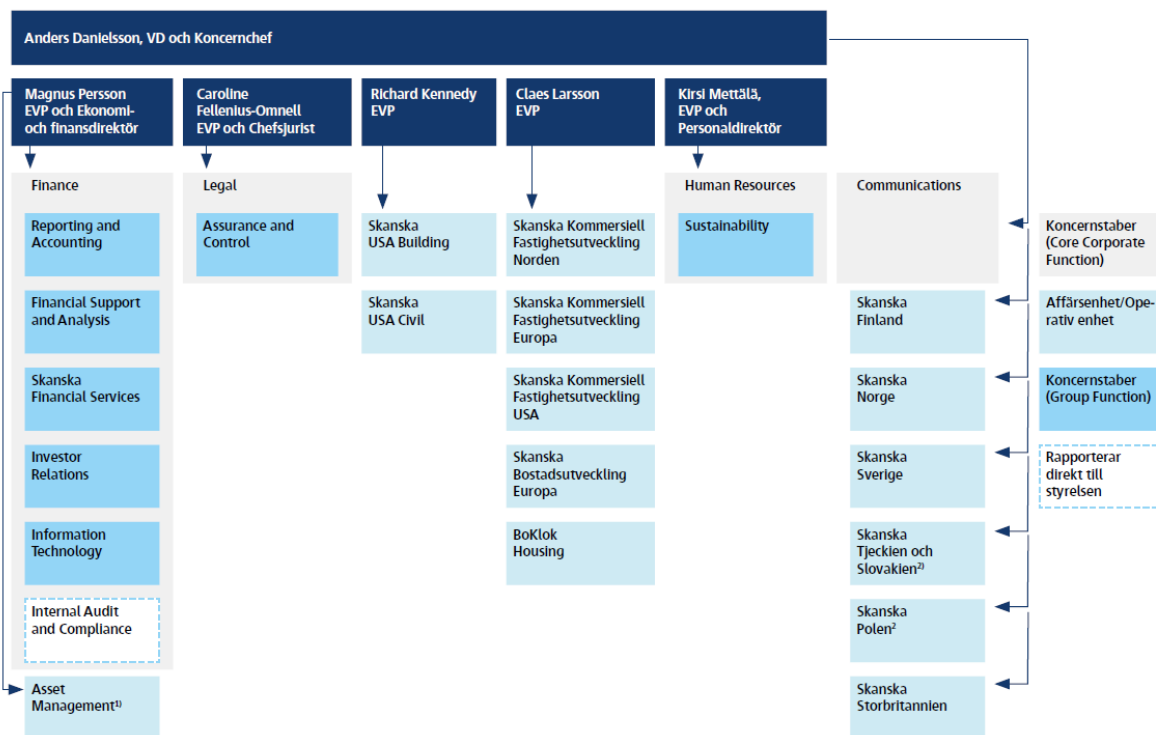 Anders Danielsson, VD och Koncernchef
Magnus Persson
EVP och Ekonomi-
och finansdirektör
Caroline
Fellenius-Omnell
EVP och Chefsjurist
Richard Kennedy
EVP
Claes Larsson
EVP
Kirsi Mettälä,
EVP och
Personaldirektör
Finance
Reporting and
Accounting
Financial Support
and Analysis
Skanska
Financial Services
Investor
Relations
Information
Technology
Internal Audit
and Compliance
Asset
Management¹⁾
Legal
Assurance and
Control
Skanska
USA Building
Skanska
USA Civil
Skanska Kommersiell
Fastighetsutveckling
Norden
Skanska Kommersiell
Fastighetsutveckling
Europa
Skanska Kommersiell
Fastighetsutveckling
USA
Skanska
Bostadsutveckling
Europa
BoKlok
Housing
Human Resources
Sustainability
Communications
Skanska
Finland
Skanska
Norge
Skanska
Sverige
Skanska
Tjeckien och
Slovakien²⁾
Skanska
Polen²
Skanska
Storbritannien
Koncernstaber
(Core Corporate
Function)
Affärsenhet/Ope-
rativ enhet
Koncernstaber
(Group Function)
Rapporterar
direkt till
styrelsen